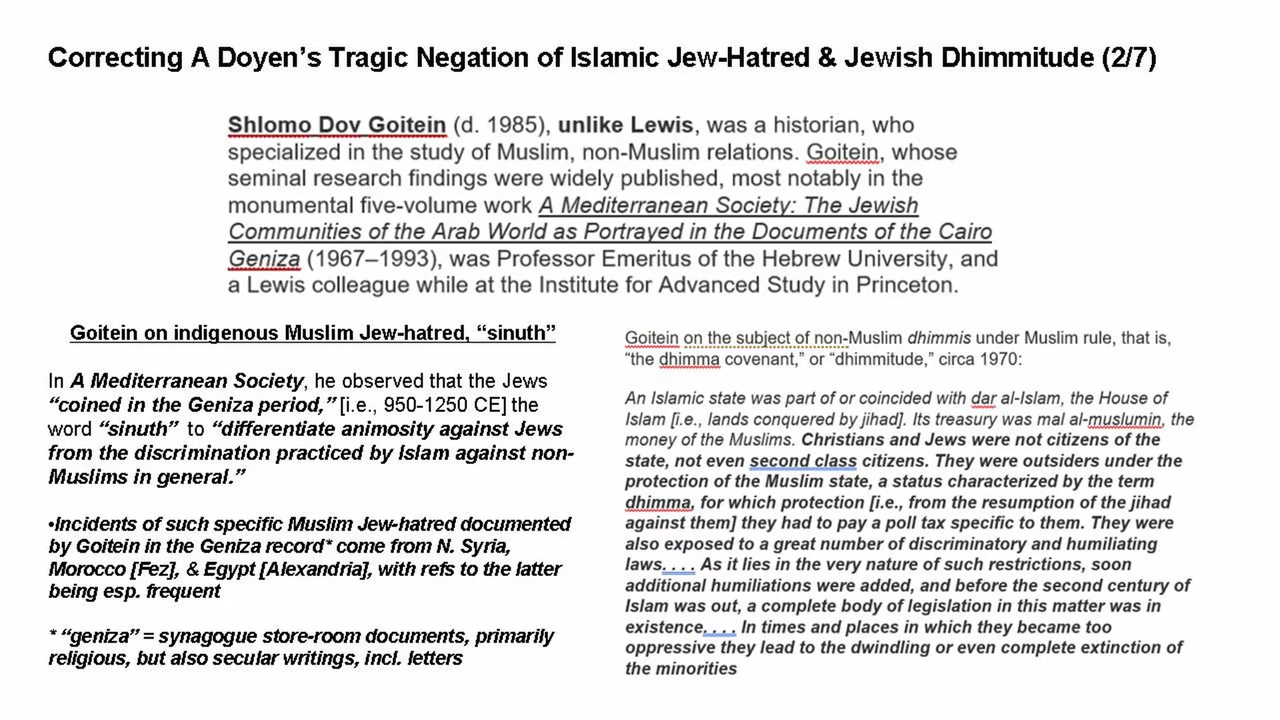 Correcting A Doyen's Tragic Negation of Islamic Jew-Hatred & Jewish Dhimmitude (2/7)
Shlomo Dov Goitein (d. 1985), unlike Lewis, was a historian, who
specialized in the study of Muslim, non-Muslim relations. Goitein, whose
seminal research findings were widely published, most notably in the
monumental five-volume work A Mediterranean Society: The Jewish
Communities of the Arab World as Portrayed in the Documents of the Cairo
Geniza (1967–1993), was Professor Emeritus of the Hebrew University, and
a Lewis colleague while at the Institute for Advanced Study in Princeton.
Goitein on indigenous Muslim Jew-hatred, “sinuth”
In A Mediterranean Society, he observed that the Jews
“coined in the Geniza period,” [i.e., 950-1250 CE] the
word “sinuth” to “differentiate animosity against Jews
from the discrimination practiced by Islam against non-
Muslims in general.”
•Incidents of such specific Muslim Jew-hatred documented
by Goitein in the Geniza record* come from N. Syria,
Morocco [Fez], & Egypt [Alexandria], with refs to the latter
being esp. frequent
* “geniza” = synagogue store-room documents, primarily
religious, but also secular writings, incl. letters
Goitein on the subject of non-Muslim dhimmis under Muslim rule, that is,
“the dhimma covenant,” or “dhimmitude,” circa 1970:
An Islamic state was part of or coincided with dar al-Islam, the House of
Islam [i.e., lands conquered by jihad]. Its treasury was mal al-muslumin, the
money of the Muslims. Christians and Jews were not citizens of the
state, not even second class citizens. They were outsiders under the
protection of the Muslim state, a status characterized by the term
dhimma, for which protection [i.e., from the resumption of the jihad
against them] they had to pay a poll tax specific to them. They were
also exposed to a great number of discriminatory and humiliating
laws. . . . As it lies in the very nature of such restrictions, soon
additional humiliations were added, and before the second century of
Islam was out, a complete body of legislation in this matter was in
existence. . . . In times and places in which they became too
oppressive they lead to the dwindling or even complete extinction of
the minorities